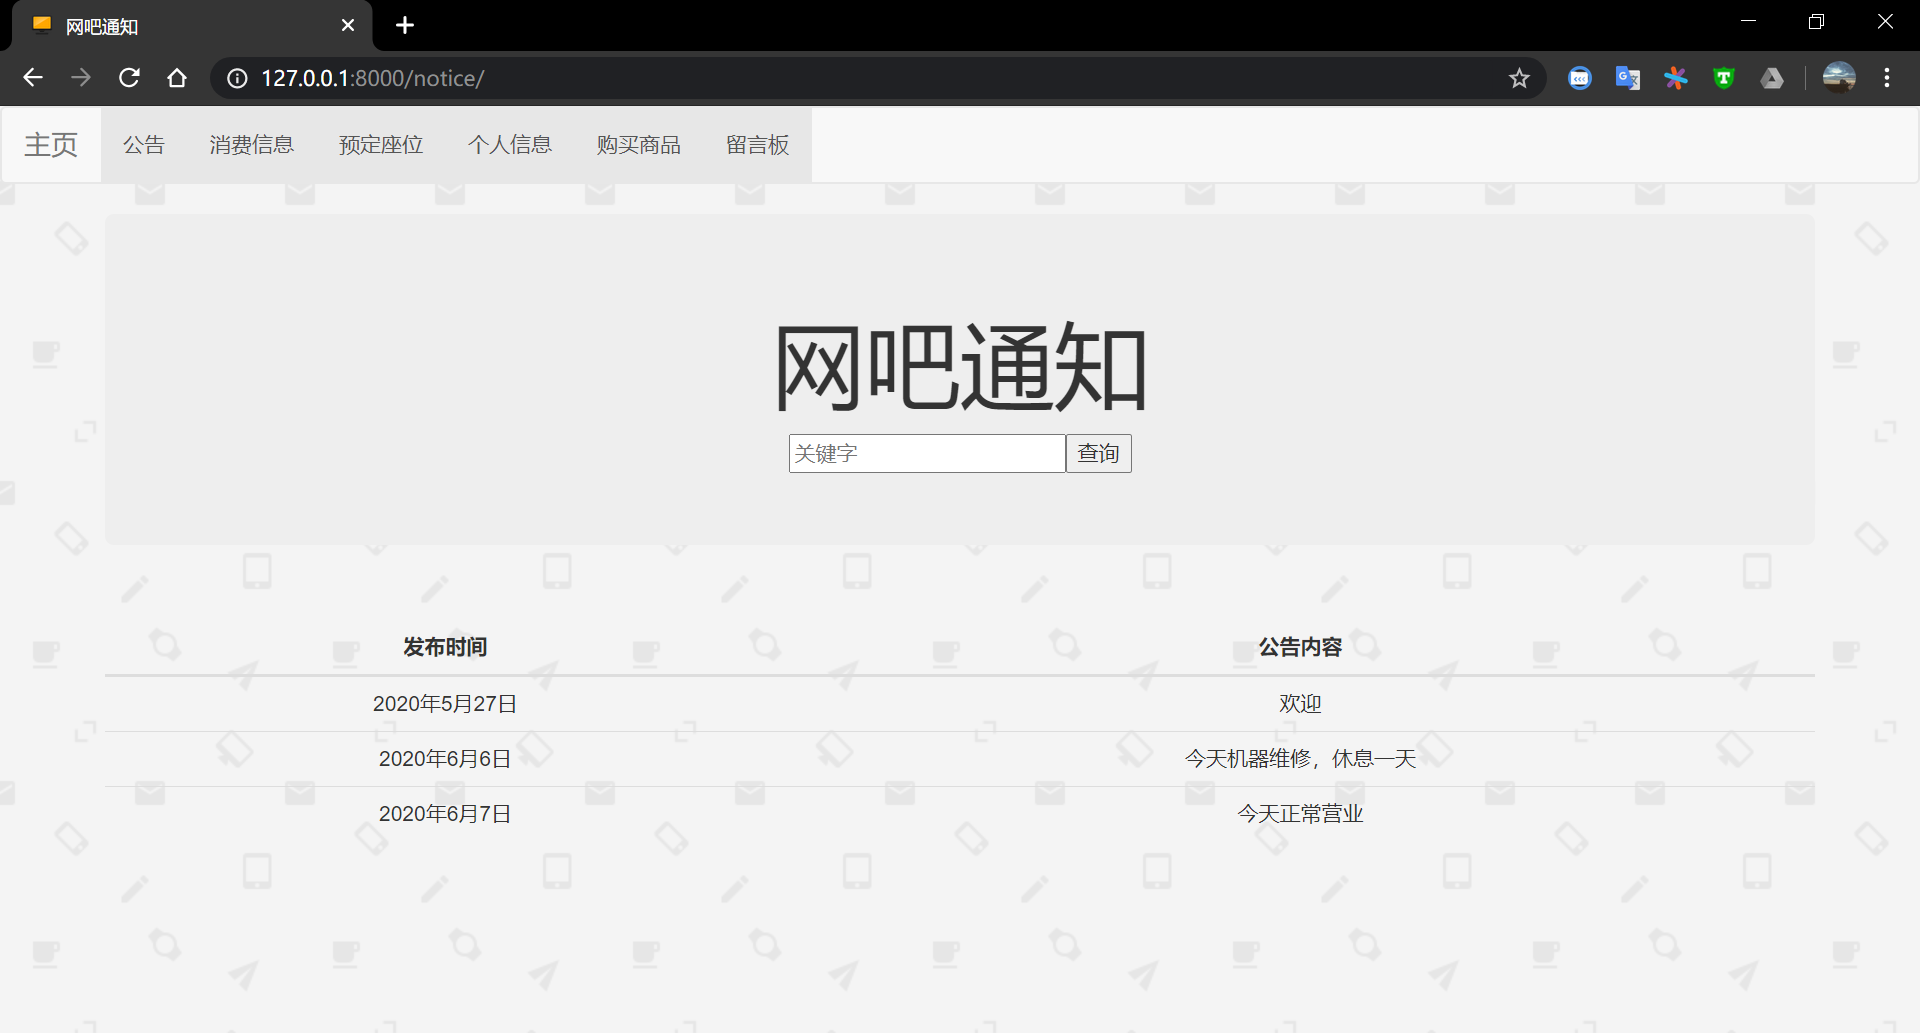 网吧通知
127.0.0.1:8000/notice/
主页 公告 消费信息 预定座位 个人信息 购买商品 留言板
网吧通知
关键字 查询
发布时间 公告内容
2020年5月27日 欢迎
2020年6月6日 今天机器维修，休息一天
2020年6月7日 今天正常营业